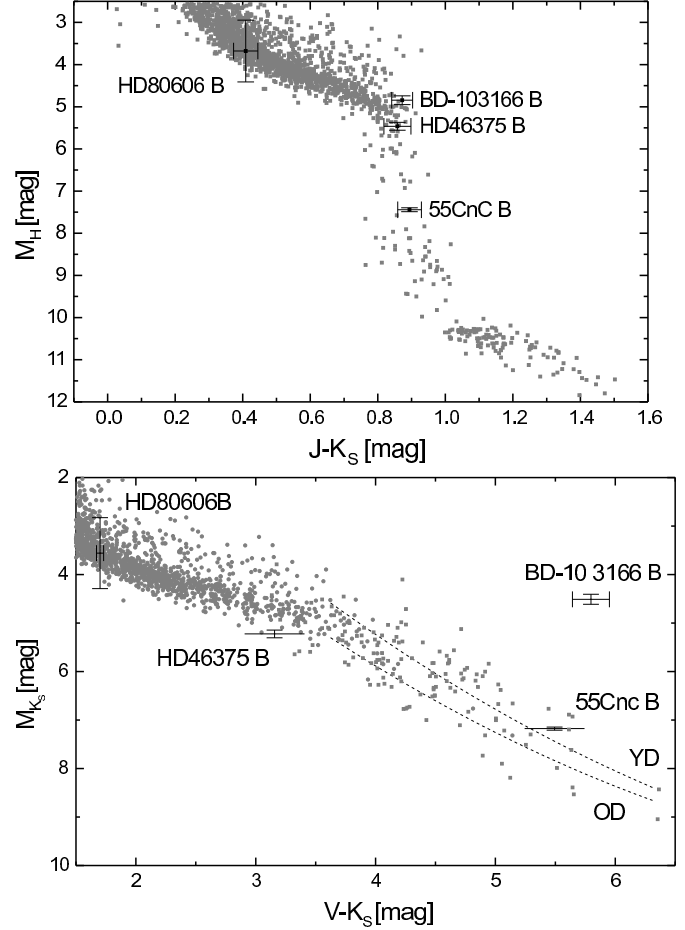 3
4
5
6
7
8
9
10
11
12
M_H [mag]
HD80606 B
BD-103166 B
HD46375 B
55CnC B
0.0 0.2 0.4 0.6 0.8 1.0 1.2 1.4 1.6
J-K_S [mag]
2
4
6
8
10
M_{K_S} [mag]
HD80606B
BD-10 3166 B
HD46375 B
55Cnc B
YD
OD
2 3 4 5 6
V-K_S [mag]